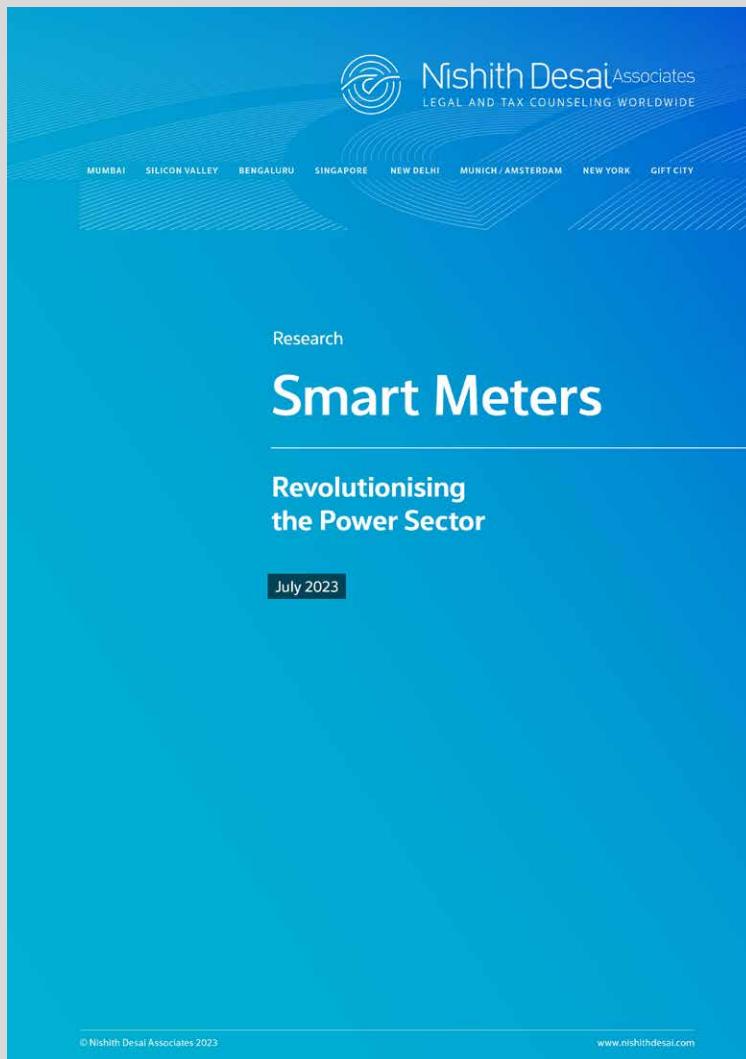 Nishith Desai Associates
LEGAL AND TAX COUNSELING WORLDWIDE
MUMBAI SILICON VALLEY BENGALURU SINGAPORE NEW DELHI MUNICH / AMSTERDAM NEW YORK GIFT CITY
Research
Smart Meters
Revolutionising
the Power Sector
July 2023
© Nishith Desai Associates 2023 www.nishithdesai.com